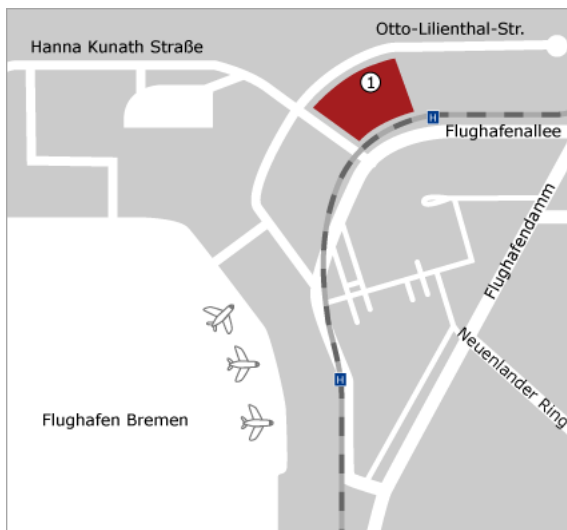 Otto-Lilienthal-Str.
Hanna Kunath Straße
1
H
Flughafenallee
Flughafendamm
Neuenlander Ring
H
Flughafen Bremen